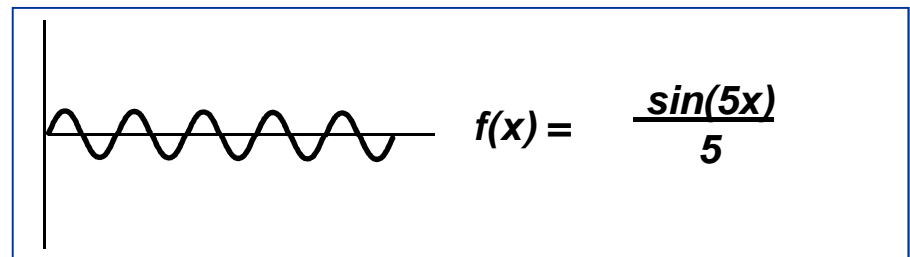 f(x) = sin(5x)
5